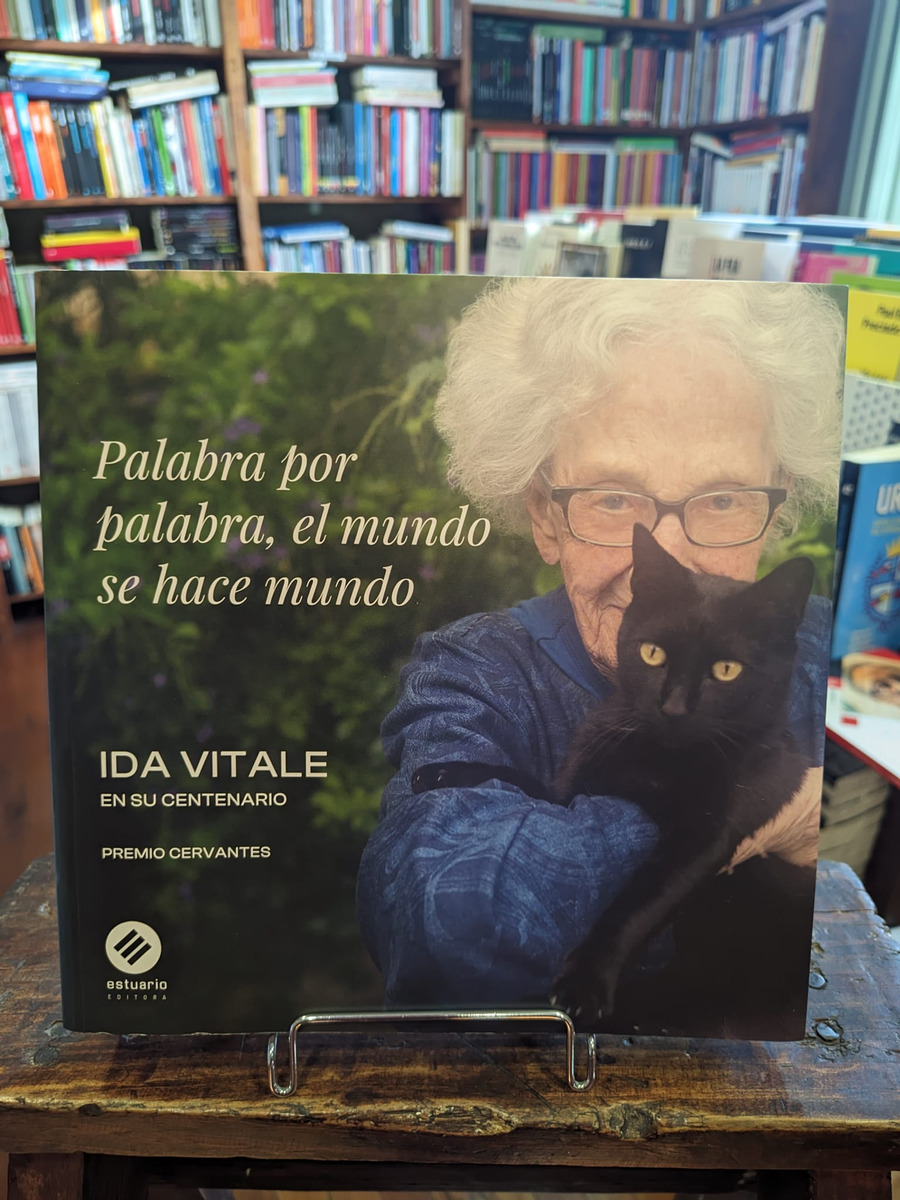 Palabra por
palabra, el mundo
se hace mundo
IDA VITALE
EN SU CENTENARIO
PREMIO CERVANTES
estuario
EDITORA